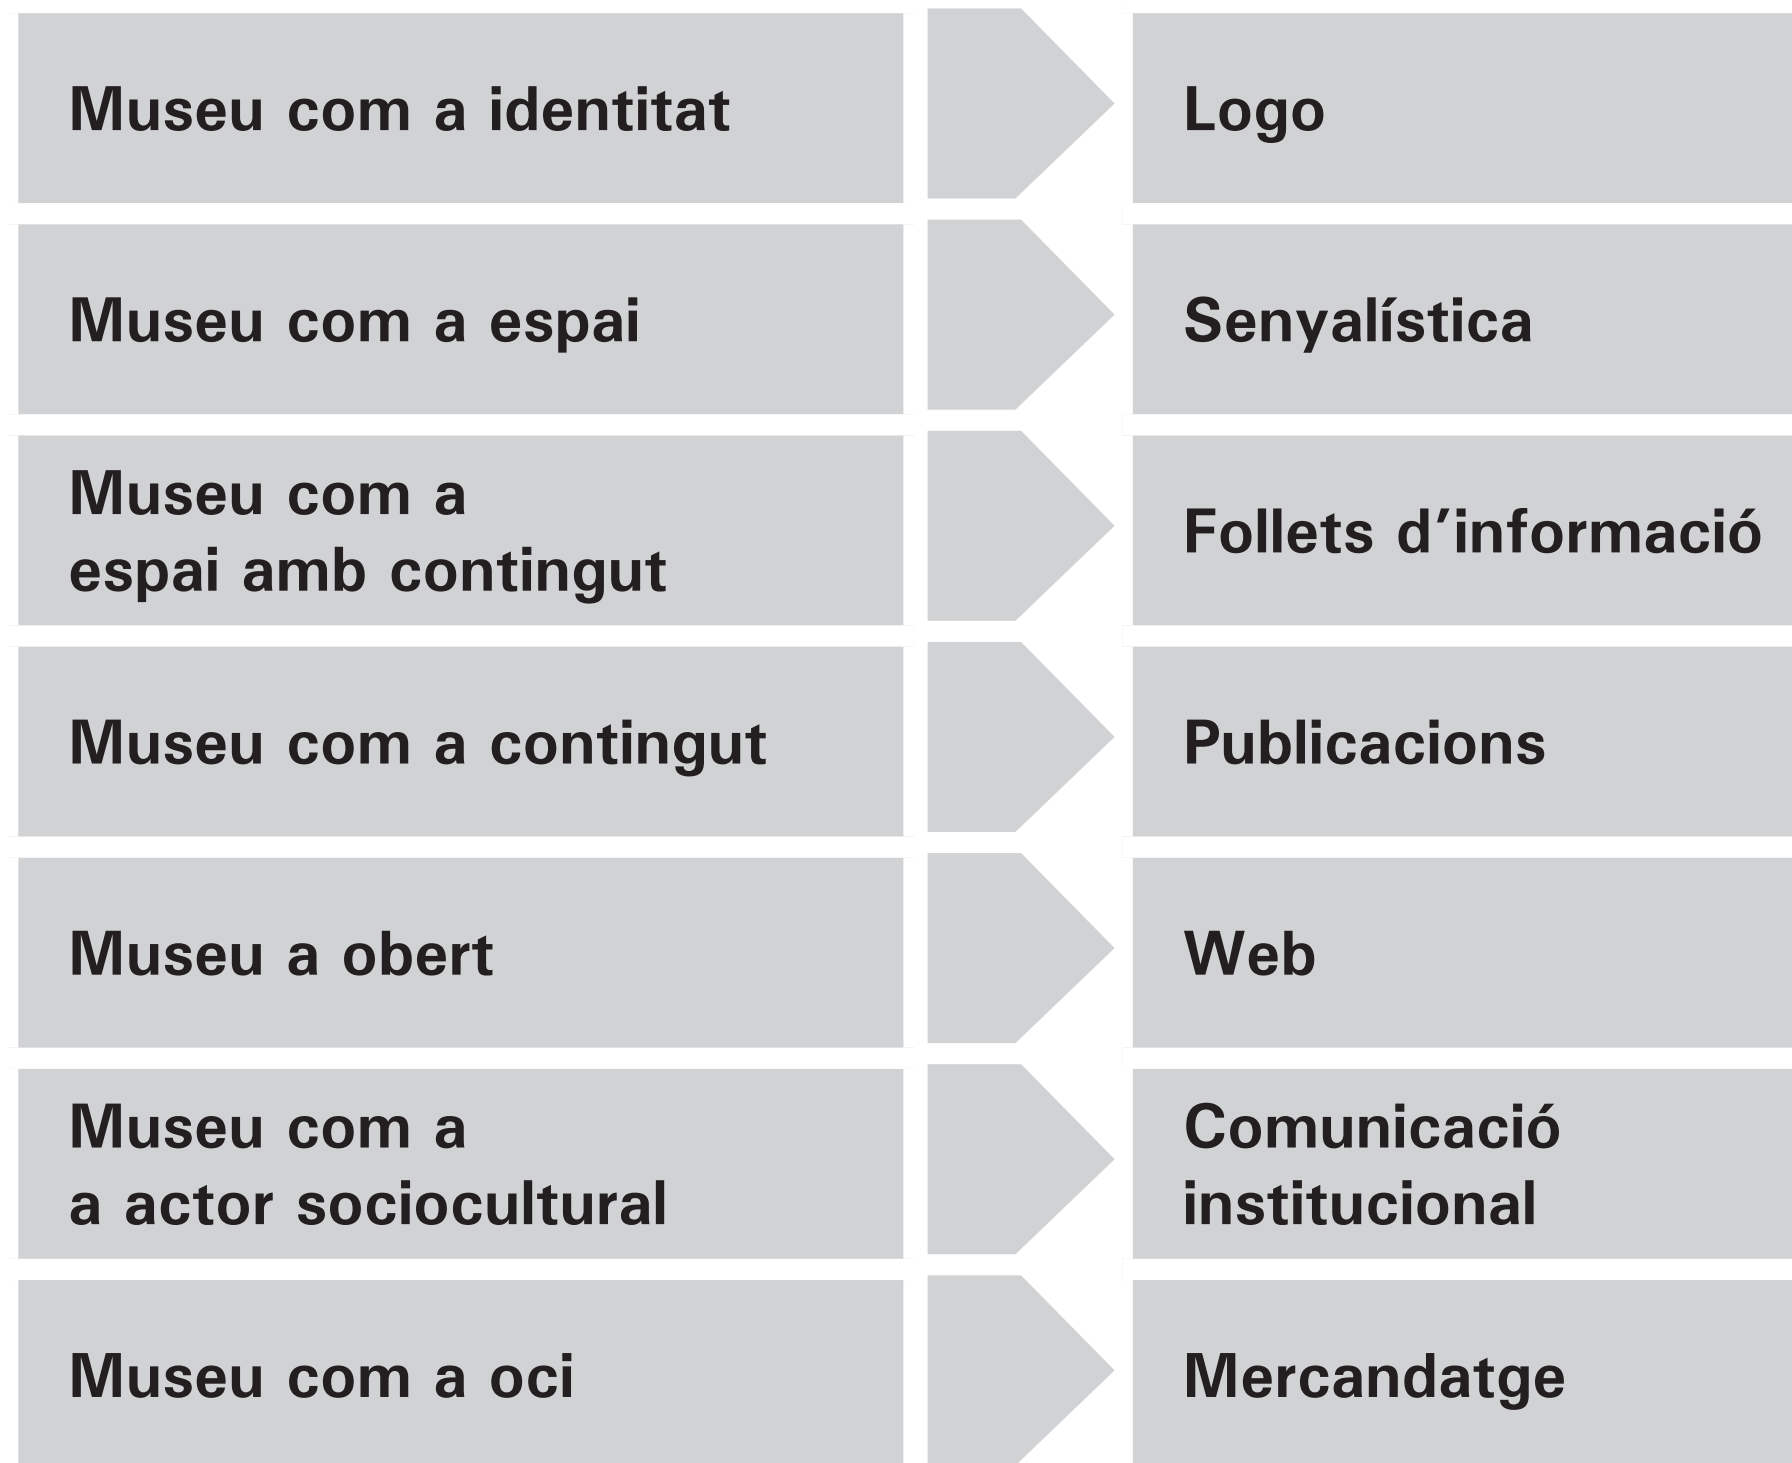 Museu com a identitat
Logo
Museu com a espai
Senyalística
Museu com a
espai amb contingut
Follets d’informació
Museu com a contingut
Publicacions
Museu a obert
Web
Museu com a
a actor sociocultural
Comunicació
institucional
Museu com a oci
Mercandatge